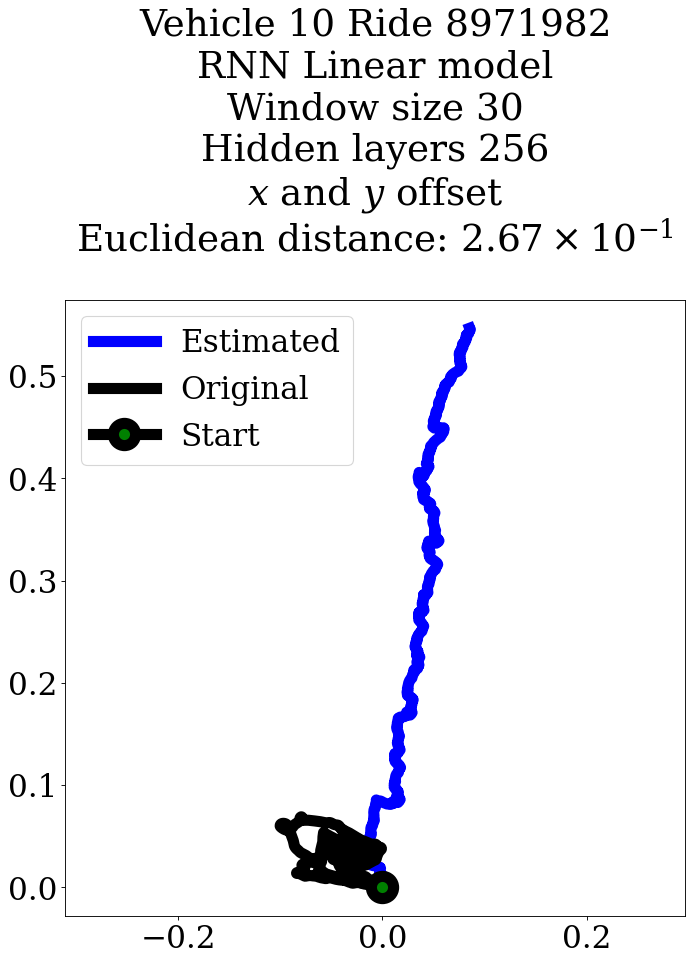 Vehicle 10 Ride 8971982
RNN Linear model
Window size 30
Hidden layers 256
x and y offset
Euclidean distance: 2.67 × 10⁻¹
Estimated
Original
Start
0.5
0.4
0.3
0.2
0.1
0.0
−0.2 0.0 0.2